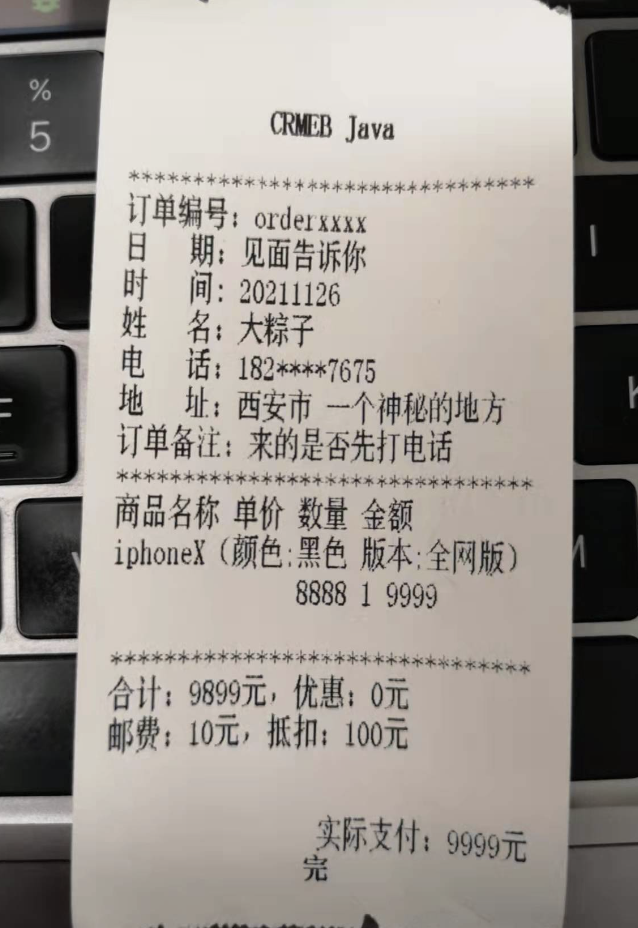 CRMEB Java
*******************************
订单编号：orderxxxx
日　期：见面告诉你
时　间：20211126
姓　名：大粽子
电　话：182****7675
地　址：西安市 一个神秘的地方
订单备注：来的是否先打电话
*******************************
商品名称 单价 数量 金额
iphoneX（颜色:黑色 版本:全网版）
8888 1 9999
*******************************
合计：9899元，优惠：0元
邮费：10元，抵扣：100元
实际支付：9999元
完
%
5